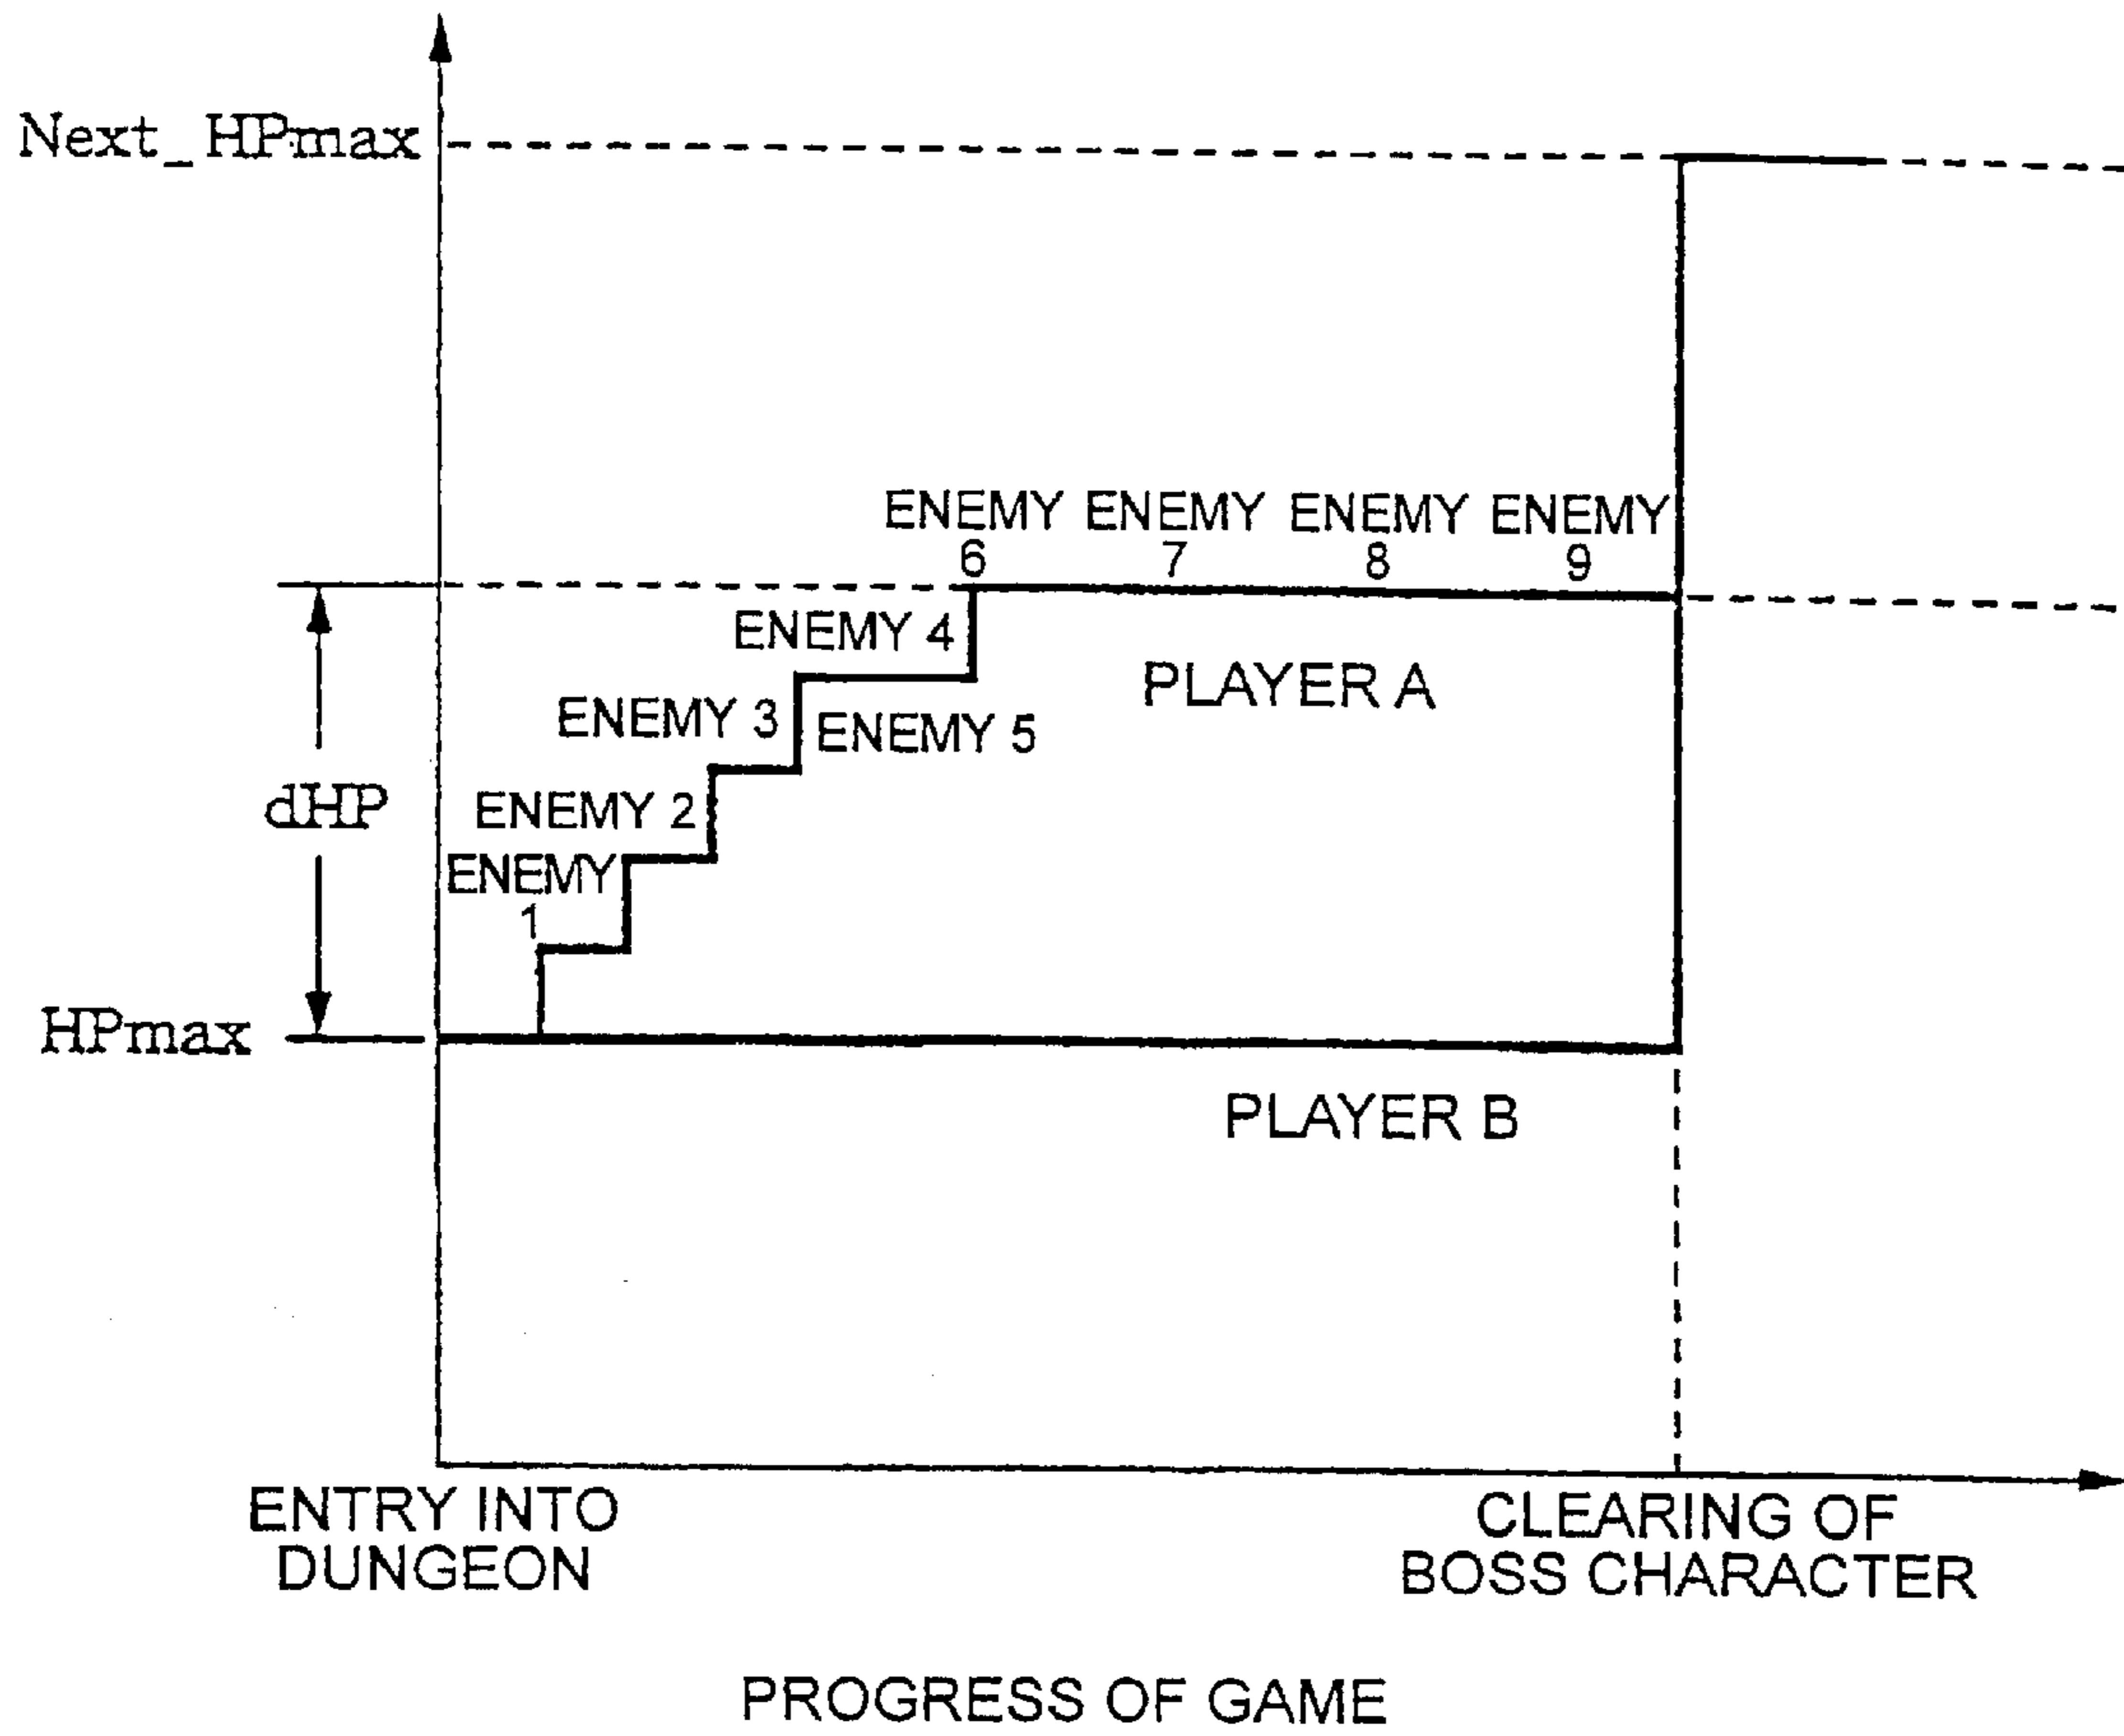 Next_HPmax
ENEMY ENEMY ENEMY ENEMY
6 7 8 9
ENEMY 4
PLAYER A
ENEMY 3
ENEMY 5
dHP
ENEMY 2
ENEMY
1
HPmax
PLAYER B
ENTRY INTO
DUNGEON
CLEARING OF
BOSS CHARACTER
PROGRESS OF GAME